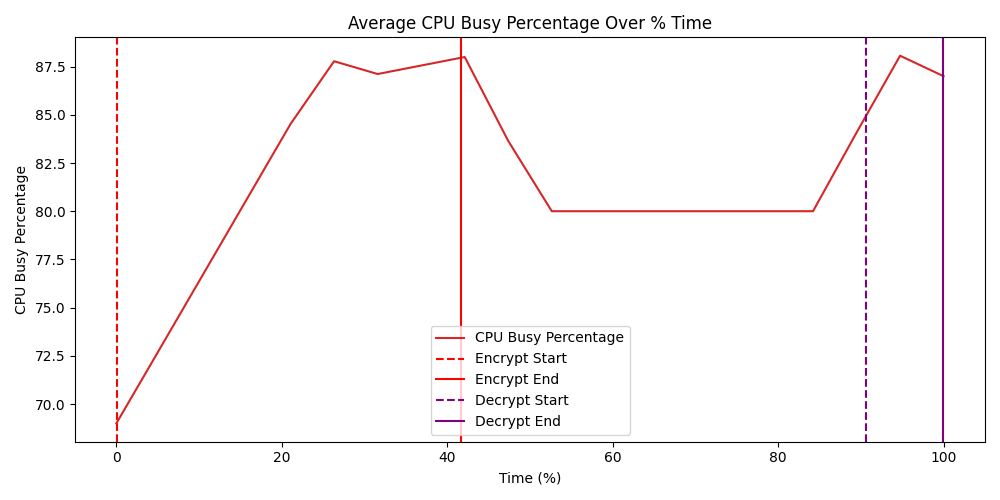 Average CPU Busy Percentage Over % Time
CPU Busy Percentage
87.5
85.0
82.5
80.0
77.5
75.0
72.5
70.0
CPU Busy Percentage
Encrypt Start
Encrypt End
Decrypt Start
Decrypt End
0 20 40 60 80 100
Time (%)